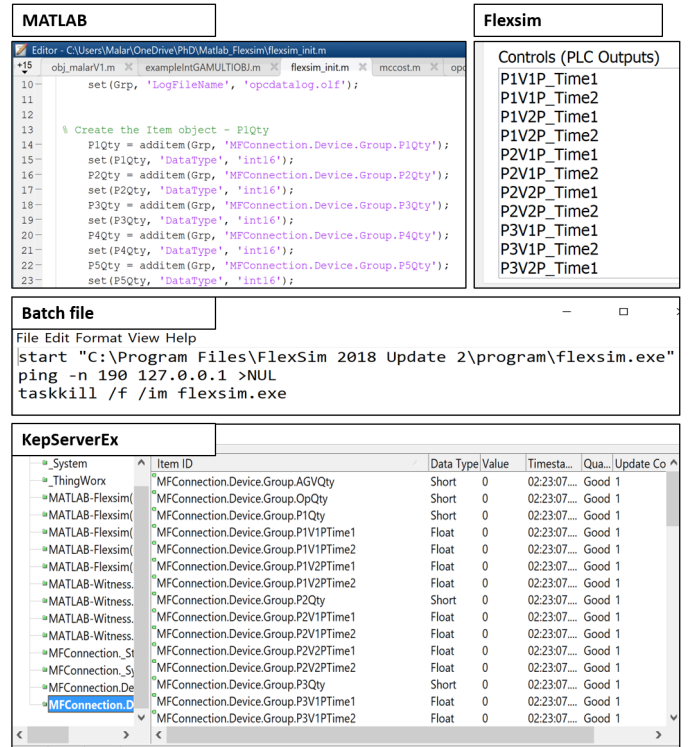 MATLAB
Editor - C:\Users\Malar\OneDrive\PhD\Matlab_Flexsim\flexsim_init.m
+15 obj_malarV1.m exampleIntGAMULTIOBJ.m flexsim_init.m mccost.m opc
10 set(Grp, 'LogFileName', 'opcdatalog.olf');
11
12
13 % Create the Item object - P1Qty
14 P1Qty = additem(Grp, 'MFConnection.Device.Group.P1Qty');
15 set(P1Qty, 'DataType', 'int16');
16 P2Qty = additem(Grp, 'MFConnection.Device.Group.P2Qty');
17 set(P2Qty, 'DataType', 'int16');
18 P3Qty = additem(Grp, 'MFConnection.Device.Group.P3Qty');
19 set(P3Qty, 'DataType', 'int16');
20 P4Qty = additem(Grp, 'MFConnection.Device.Group.P4Qty');
21 set(P4Qty, 'DataType', 'int16');
22 P5Qty = additem(Grp, 'MFConnection.Device.Group.P5Qty');
23 set(P5Qty, 'DataType', 'int16');
Flexsim
Controls (PLC Outputs)
P1V1P_Time1
P1V1P_Time2
P1V2P_Time1
P1V2P_Time2
P2V1P_Time1
P2V1P_Time2
P2V2P_Time1
P2V2P_Time2
P3V1P_Time1
P3V1P_Time2
P3V2P_Time1
Batch file
File Edit Format View Help
start "C:\Program Files\FlexSim 2018 Update 2\program\flexsim.exe"
ping -n 190 127.0.0.1 >NUL
taskkill /f /im flexsim.exe
KepServerEx
_System
_ThingWorx
MATLAB-Flexsim(
MATLAB-Flexsim(
MATLAB-Flexsim(
MATLAB-Flexsim(
MATLAB-Flexsim(
MATLAB-Witness.
MATLAB-Witness.
MATLAB-Witness.
MATLAB-Witness.
MFConnection._St
MFConnection._Sy
MFConnection.De
MFConnection.D
Item ID Data Type Value Timesta... Qua... Update Co
MFConnection.Device.Group.AGVQty Short 0 02:23:07.... Good 1
MFConnection.Device.Group.OpQty Short 0 02:23:07.... Good 1
MFConnection.Device.Group.P1Qty Short 0 02:23:07.... Good 1
MFConnection.Device.Group.P1V1PTime1 Float 0 02:23:07.... Good 1
MFConnection.Device.Group.P1V1PTime2 Float 0 02:23:07.... Good 1
MFConnection.Device.Group.P1V2PTime1 Float 0 02:23:07.... Good 1
MFConnection.Device.Group.P1V2PTime2 Float 0 02:23:07.... Good 1
MFConnection.Device.Group.P2Qty Short 0 02:23:07.... Good 1
MFConnection.Device.Group.P2V1PTime1 Float 0 02:23:07.... Good 1
MFConnection.Device.Group.P2V1PTime2 Float 0 02:23:07.... Good 1
MFConnection.Device.Group.P2V2PTime1 Float 0 02:23:07.... Good 1
MFConnection.Device.Group.P2V2PTime2 Float 0 02:23:07.... Good 1
MFConnection.Device.Group.P3Qty Short 0 02:23:07.... Good 1
MFConnection.Device.Group.P3V1PTime1 Float 0 02:23:07.... Good 1
MFConnection.Device.Group.P3V1PTime2 Float 0 02:23:07.... Good 1